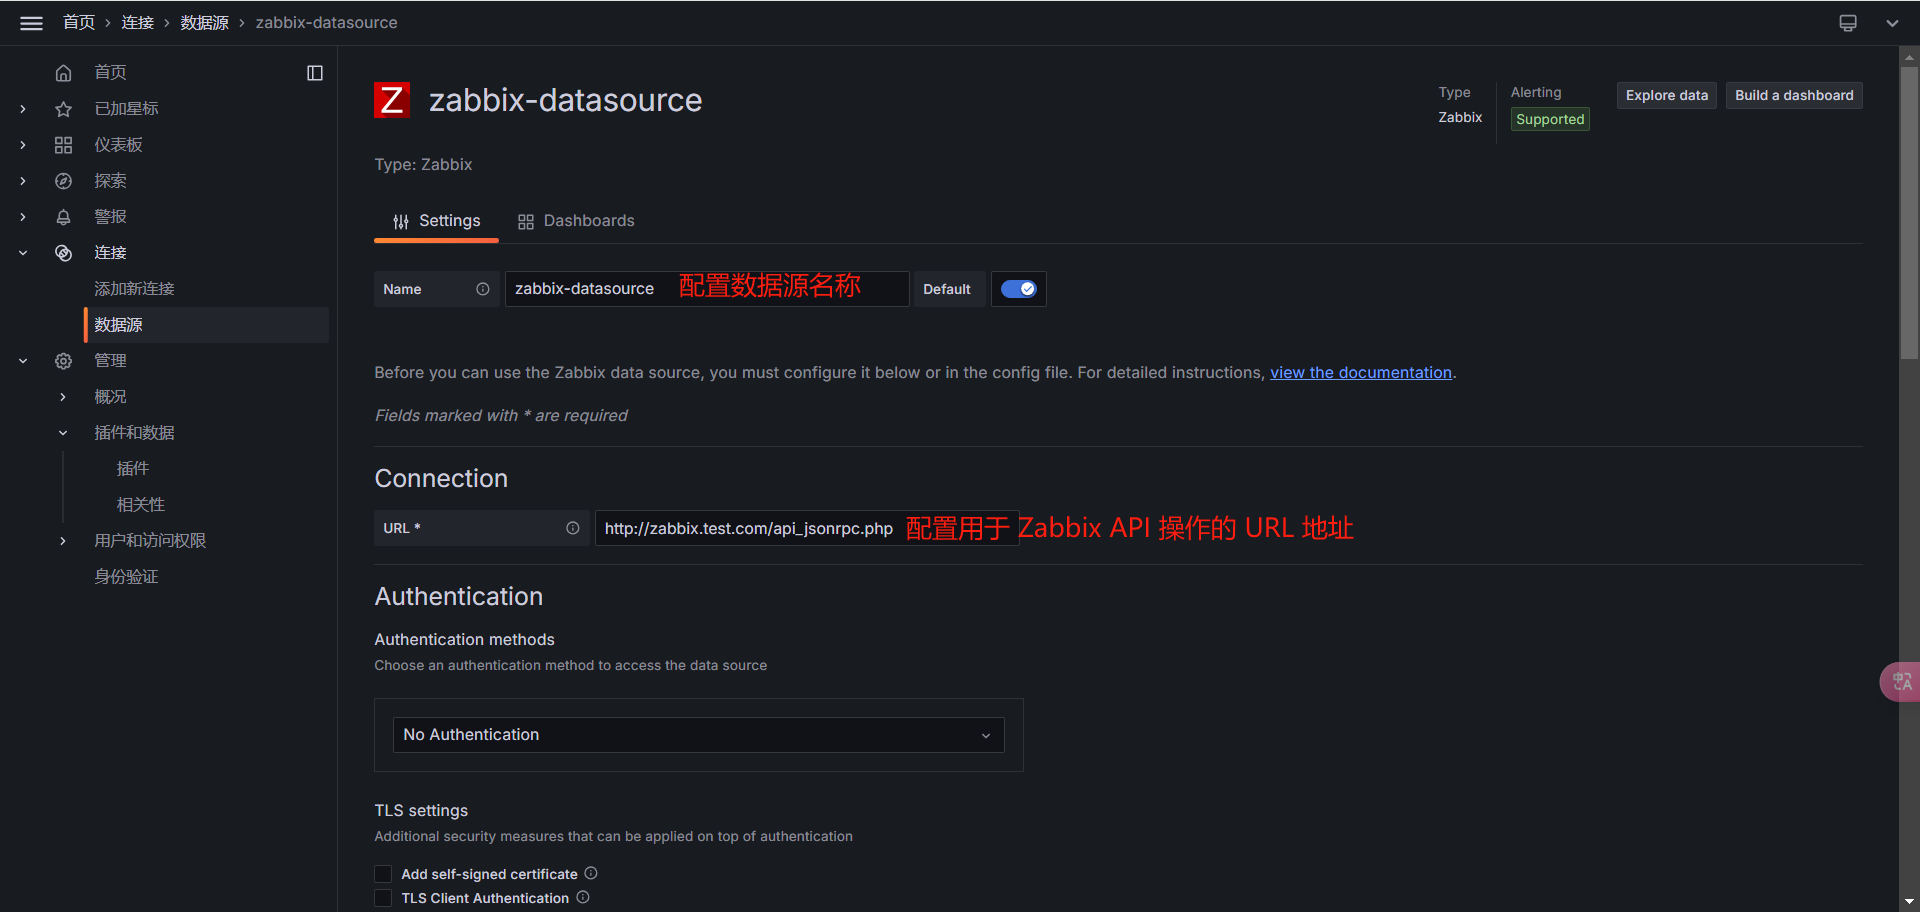 首页 › 连接 › 数据源 › zabbix-datasource
首页
已加星标
仪表板
探索
警报
连接
添加新连接
数据源
管理
概况
插件和数据
插件
相关性
用户和访问权限
身份验证
Z zabbix-datasource
Type
Zabbix
Alerting
Supported
Explore data
Build a dashboard
Type: Zabbix
Settings
Dashboards
Name
zabbix-datasource 配置数据源名称
Default
Before you can use the Zabbix data source, you must configure it below or in the config file. For detailed instructions, view the documentation.
Fields marked with * are required
Connection
URL *
http://zabbix.test.com/api_jsonrpc.php 配置用于 Zabbix API 操作的 URL 地址
Authentication
Authentication methods
Choose an authentication method to access the data source
No Authentication
TLS settings
Additional security measures that can be applied on top of authentication
Add self-signed certificate
TLS Client Authentication